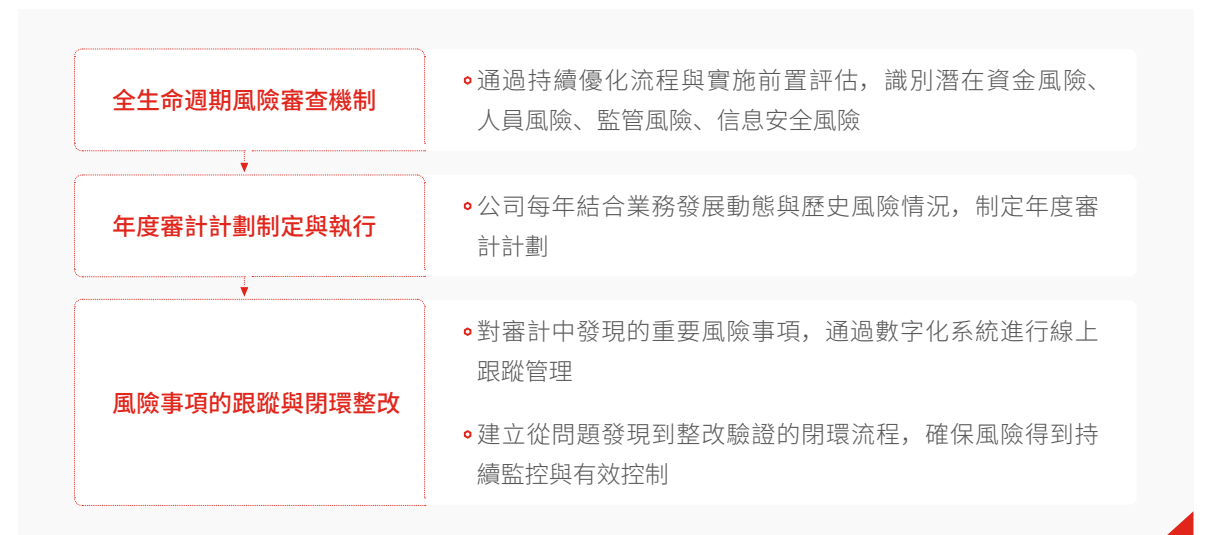 全生命週期風險審查機制
通過持續優化流程與實施前置評估，識別潛在資金風險、
人員風險、監管風險、信息安全風險
年度審計計劃制定與執行
公司每年結合業務發展動態與歷史風險情況，制定年度審
計計劃
風險事項的跟蹤與閉環整改
對審計中發現的重要風險事項，通過數字化系統進行線上
跟蹤管理
建立從問題發現到整改驗證的閉環流程，確保風險得到持
續監控與有效控制